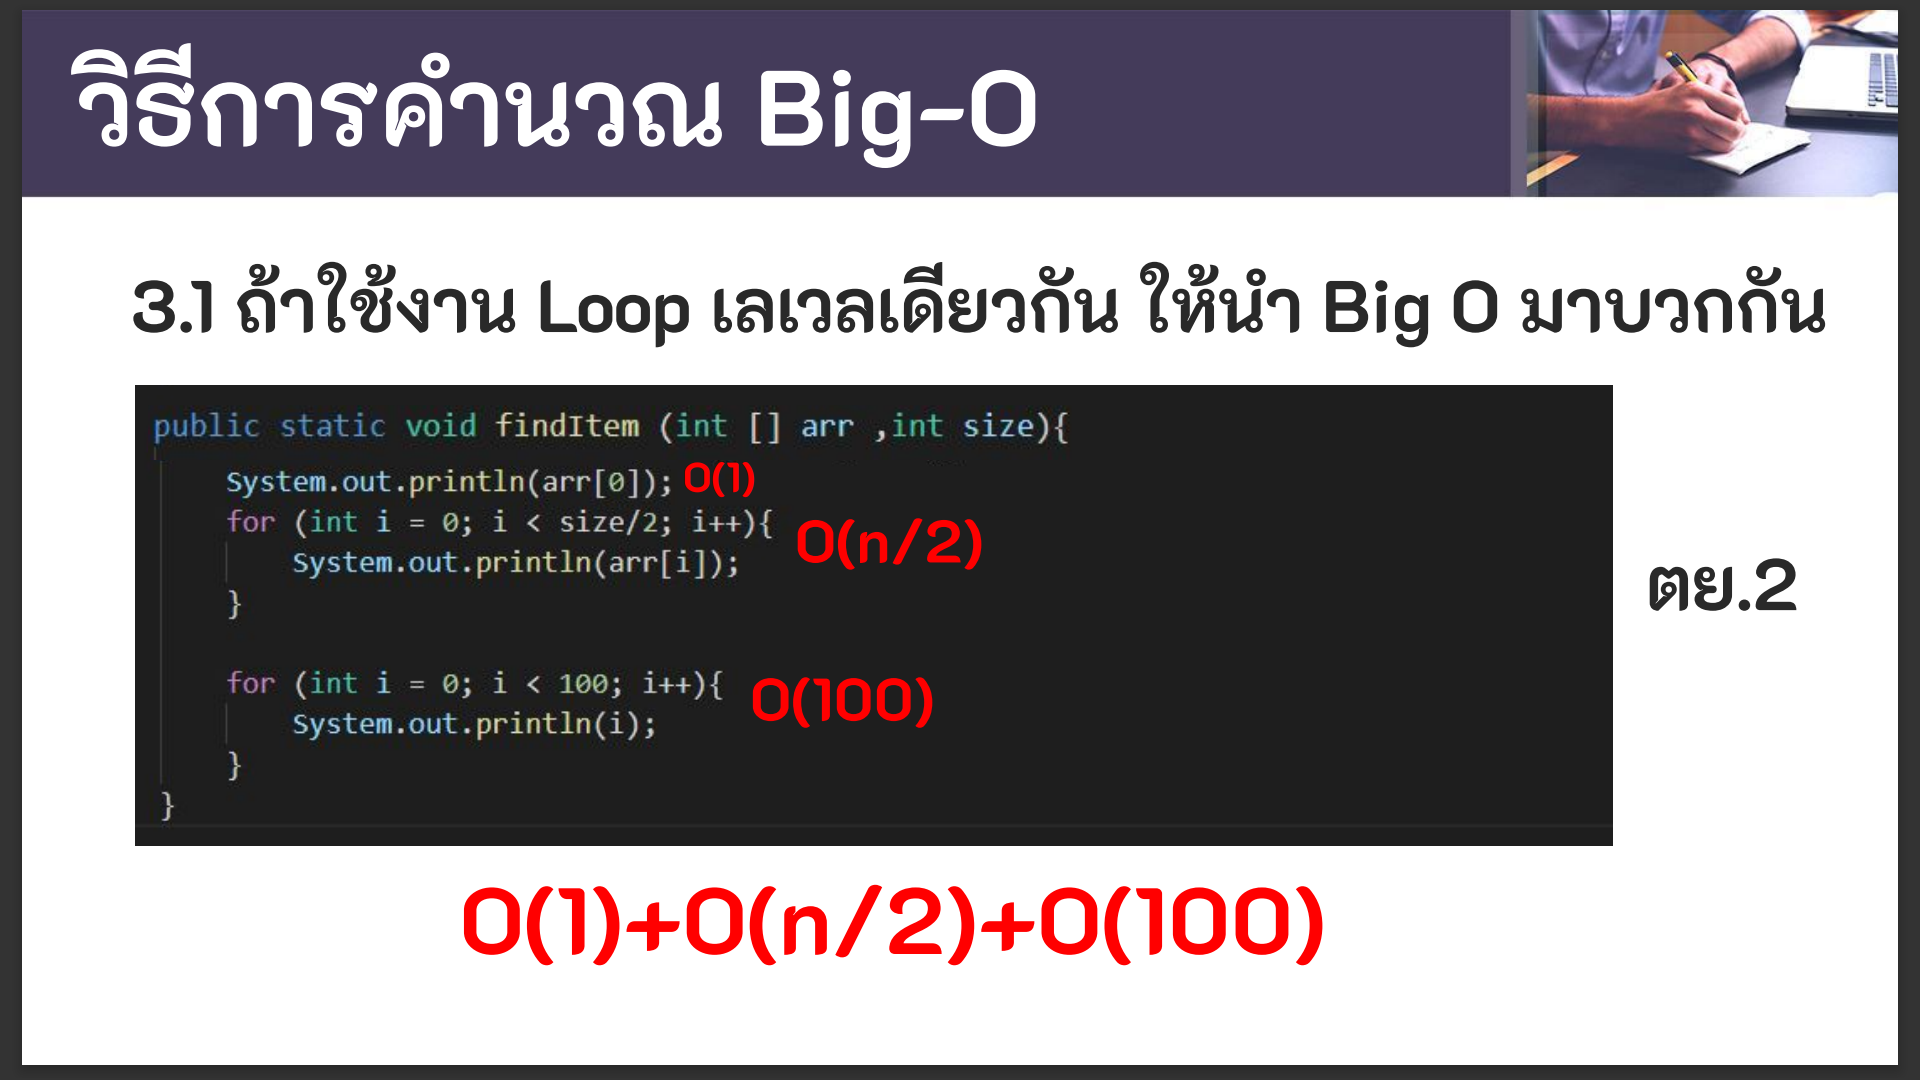 วิธีการคำนวณ Big-O
3.1 ถ้าใช้งาน Loop เลเวลเดียวกัน ให้นำ Big O มาบวกกัน
public static void findItem (int [] arr ,int size){
System.out.println(arr[0]); O(1)
for (int i = 0; i < size/2; i++){ O(n/2)
System.out.println(arr[i]);
}
ตย.2
for (int i = 0; i < 100; i++){ O(100)
System.out.println(i);
}
}
O(1)+O(n/2)+O(100)